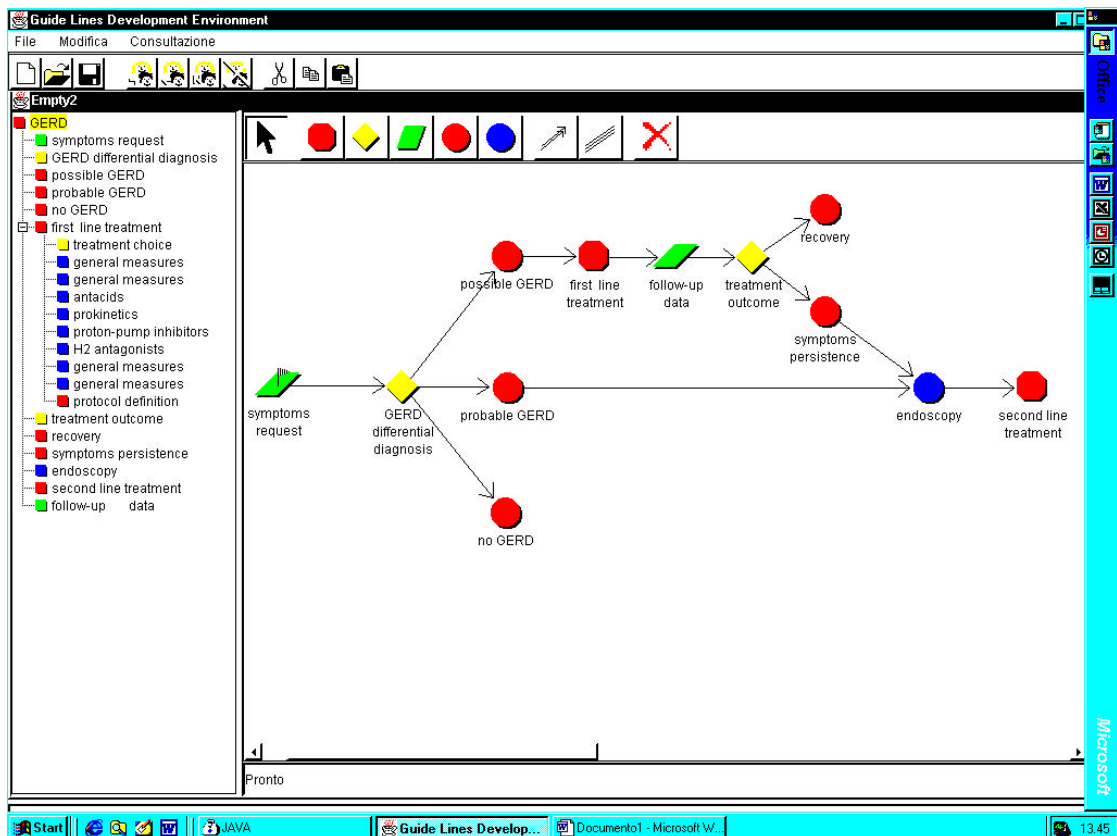 Guide Lines Development Environment
File Modifica Consultazione
Office
Empty2
GERD
symptoms request
GERD differential diagnosis
possible GERD
probable GERD
no GERD
first line treatment
treatment choice
general measures
general measures
antacids
prokinetics
proton-pump inhibitors
H2 antagonists
general measures
general measures
protocol definition
treatment outcome
recovery
symptoms persistence
endoscopy
second line treatment
follow-up data
recovery
possible GERD
first line
treatment
follow-up
data
treatment
outcome
symptoms
persistence
symptoms
request
GERD
differential
diagnosis
probable GERD
endoscopy
second line
treatment
no GERD
Pronto
Microsoft
Start
JAVA
Guide Lines Develop...
Documento1 - Microsoft W...
13.45